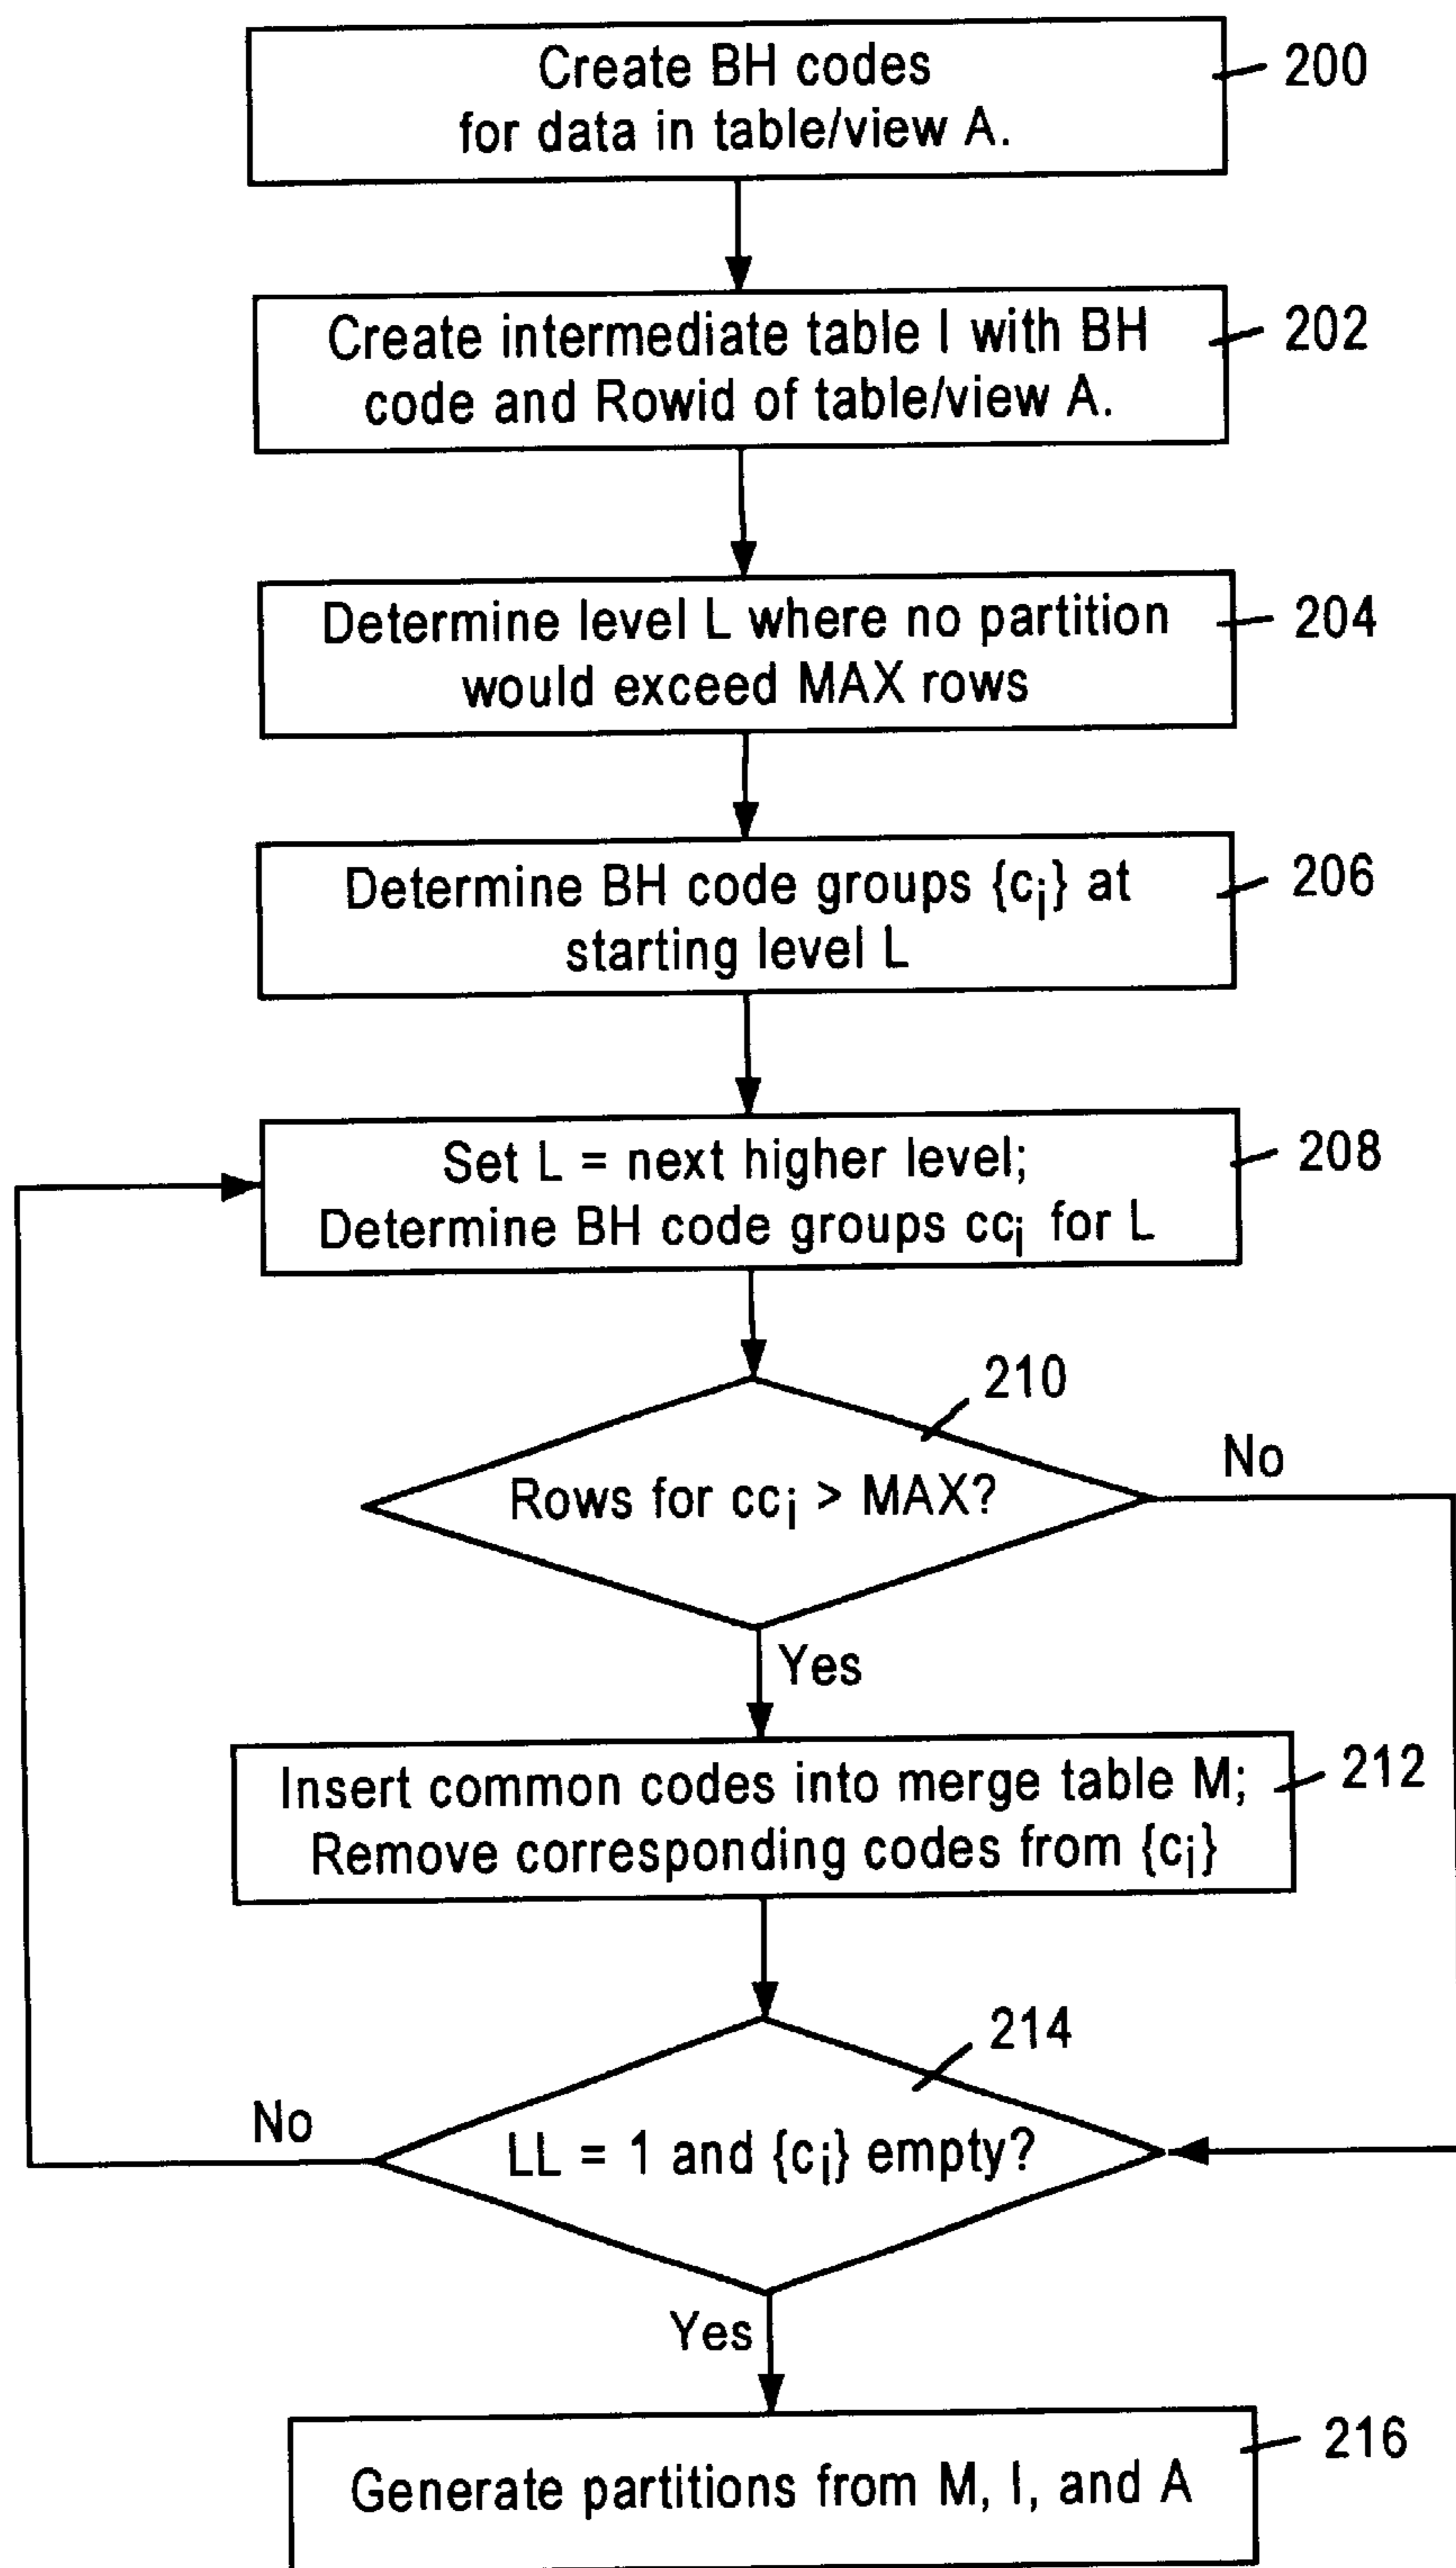 Create BH codes
for data in table/view A.
200
Create intermediate table I with BH
code and Rowid of table/view A.
202
Determine level L where no partition
would exceed MAX rows
204
Determine BH code groups {ci} at
starting level L
206
Set L = next higher level;
Determine BH code groups cci for L
208
210
Rows for cci > MAX?
No
Yes
Insert common codes into merge table M;
Remove corresponding codes from {ci}
212
214
LL = 1 and {ci} empty?
No
Yes
Generate partitions from M, I, and A
216